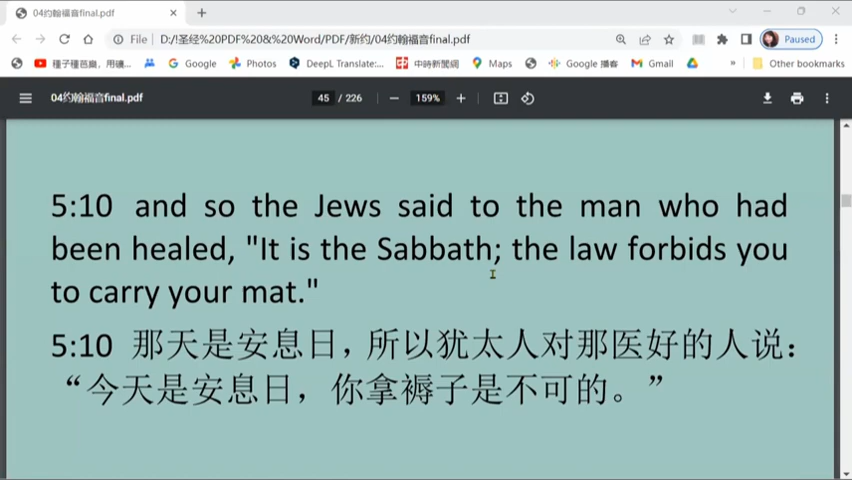 04约翰福音final.pdf
File | D:/!圣经%20PDF%20&%20Word/PDF/新约/04约翰福音final.pdf
Paused
Google Photos DeepL Translate:... 中時新聞網 Maps Google 播客 Gmail » Other bookmarks
04约翰福音final.pdf 45 / 226 — 159% +
5:10 and so the Jews said to the man who had
been healed, "It is the Sabbath; the law forbids you
to carry your mat."
5:10 那天是安息日，所以犹太人对那医好的人说：
“今天是安息日，你拿褥子是不可的。”